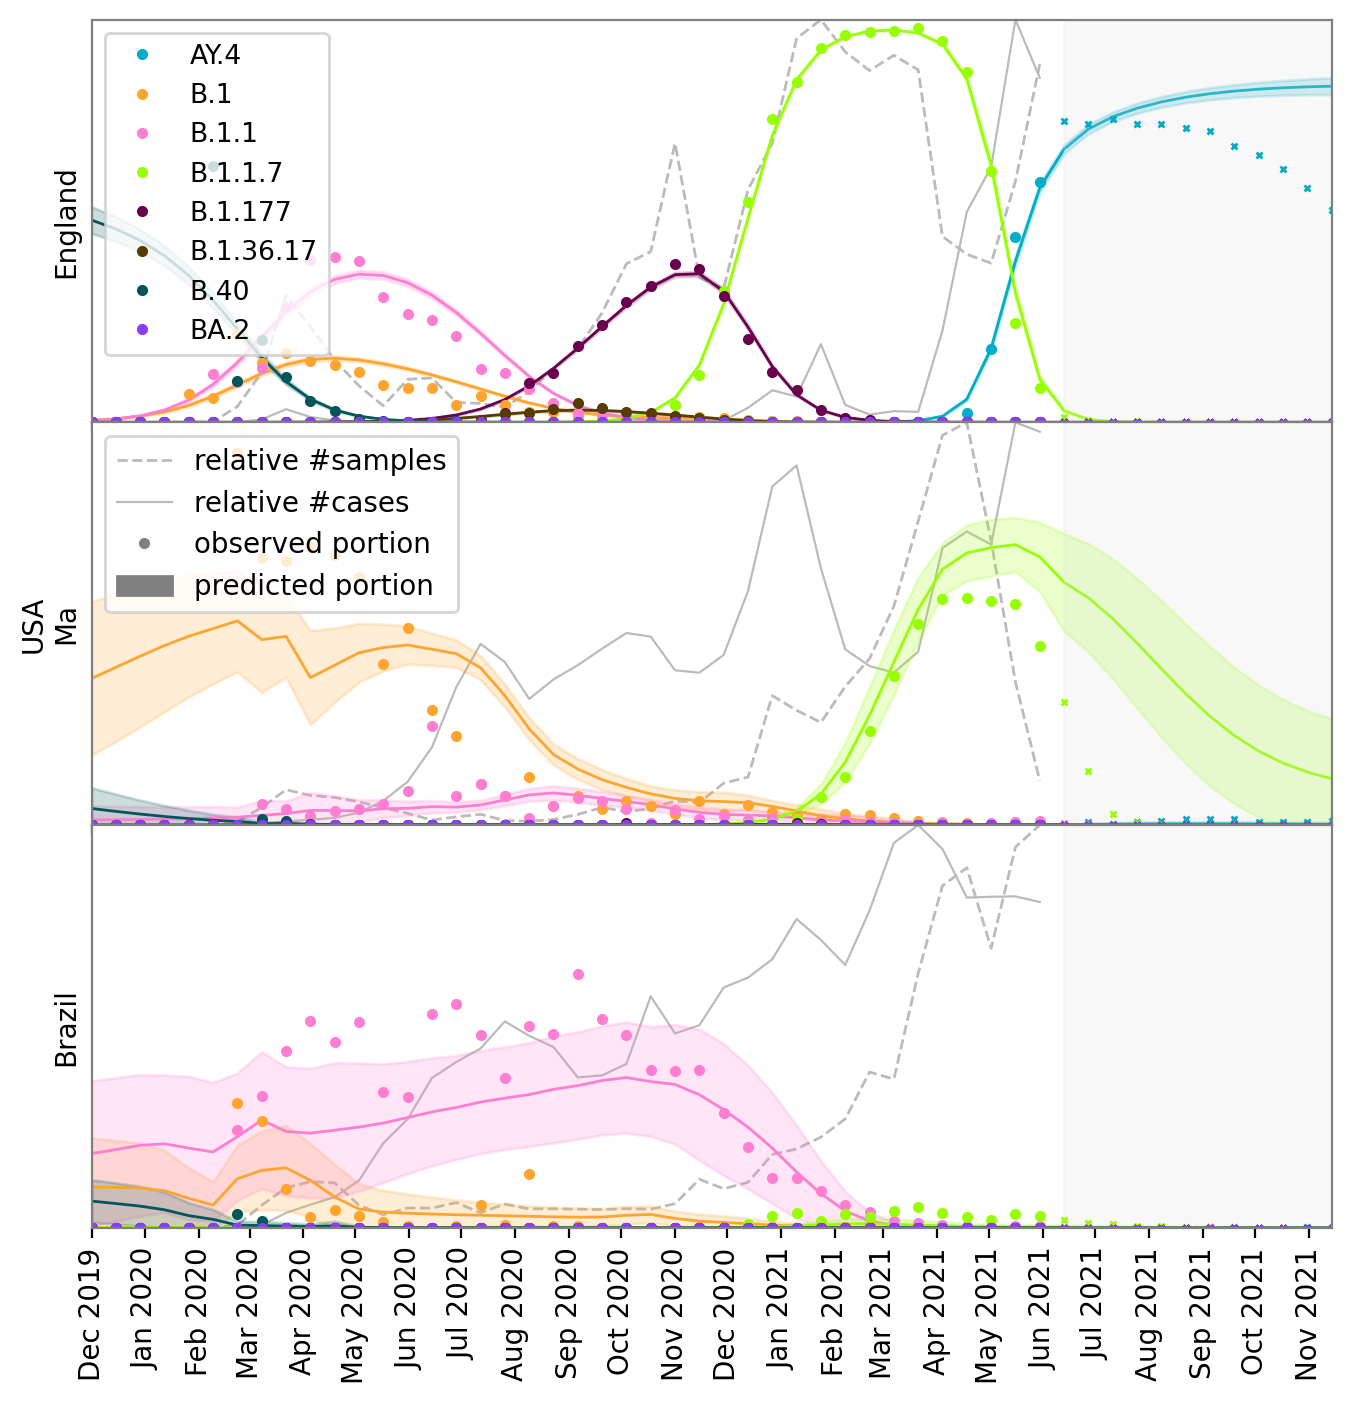 England
AY.4
B.1
B.1.1
B.1.1.7
B.1.177
B.1.36.17
B.40
BA.2
USA
Ma
relative #samples
relative #cases
observed portion
predicted portion
Brazil
Dec 2019
Jan 2020
Feb 2020
Mar 2020
Apr 2020
May 2020
Jun 2020
Jul 2020
Aug 2020
Sep 2020
Oct 2020
Nov 2020
Dec 2020
Jan 2021
Feb 2021
Mar 2021
Apr 2021
May 2021
Jun 2021
Jul 2021
Aug 2021
Sep 2021
Oct 2021
Nov 2021